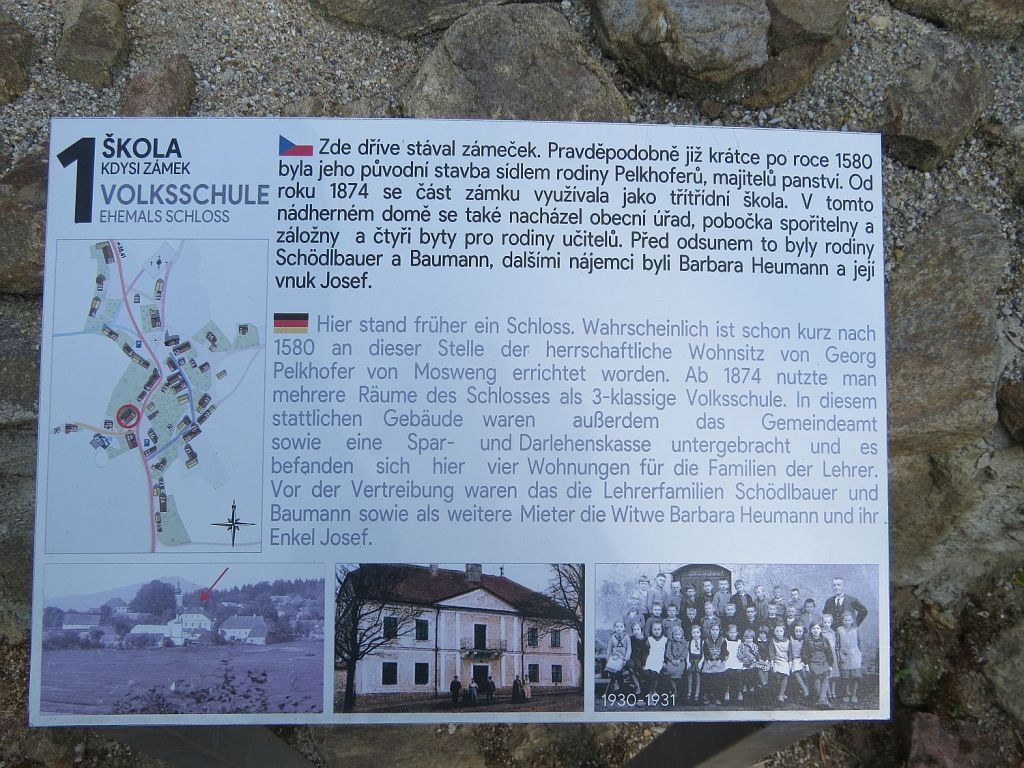 1
ŠKOLA
KDYSI ZÁMEK
VOLKSSCHULE
EHEMALS SCHLOSS
Zde dříve stával zámeček. Pravděpodobně již krátce po roce 1580
byla jeho původní stavba sídlem rodiny Pelkhoferů, majitelů panství. Od
roku 1874 se část zámku využívala jako třítřídní škola. V tomto
nádherném domě se také nacházel obecní úřad, pobočka spořitelny a
záložny a čtyři byty pro rodiny učitelů. Před odsunem to byly rodiny
Schödlbauer a Baumann, dalšími nájemci byli Barbara Heumann a její
vnuk Josef.
Hier stand früher ein Schloss. Wahrscheinlich ist schon kurz nach
1580 an dieser Stelle der herrschaftliche Wohnsitz von Georg
Pelkhofer von Mosweng errichtet worden. Ab 1874 nutzte man
mehrere Räume des Schlosses als 3-klassige Volksschule. In diesem
stattlichen Gebäude waren außerdem das Gemeindeamt
sowie eine Spar- und Darlehenskasse untergebracht und es
befanden sich hier vier Wohnungen für die Familien der Lehrer.
Vor der Vertreibung waren das die Lehrerfamilien Schödlbauer und
Baumann sowie als weitere Mieter die Witwe Barbara Heumann und ihr
Enkel Josef.
1930-1931